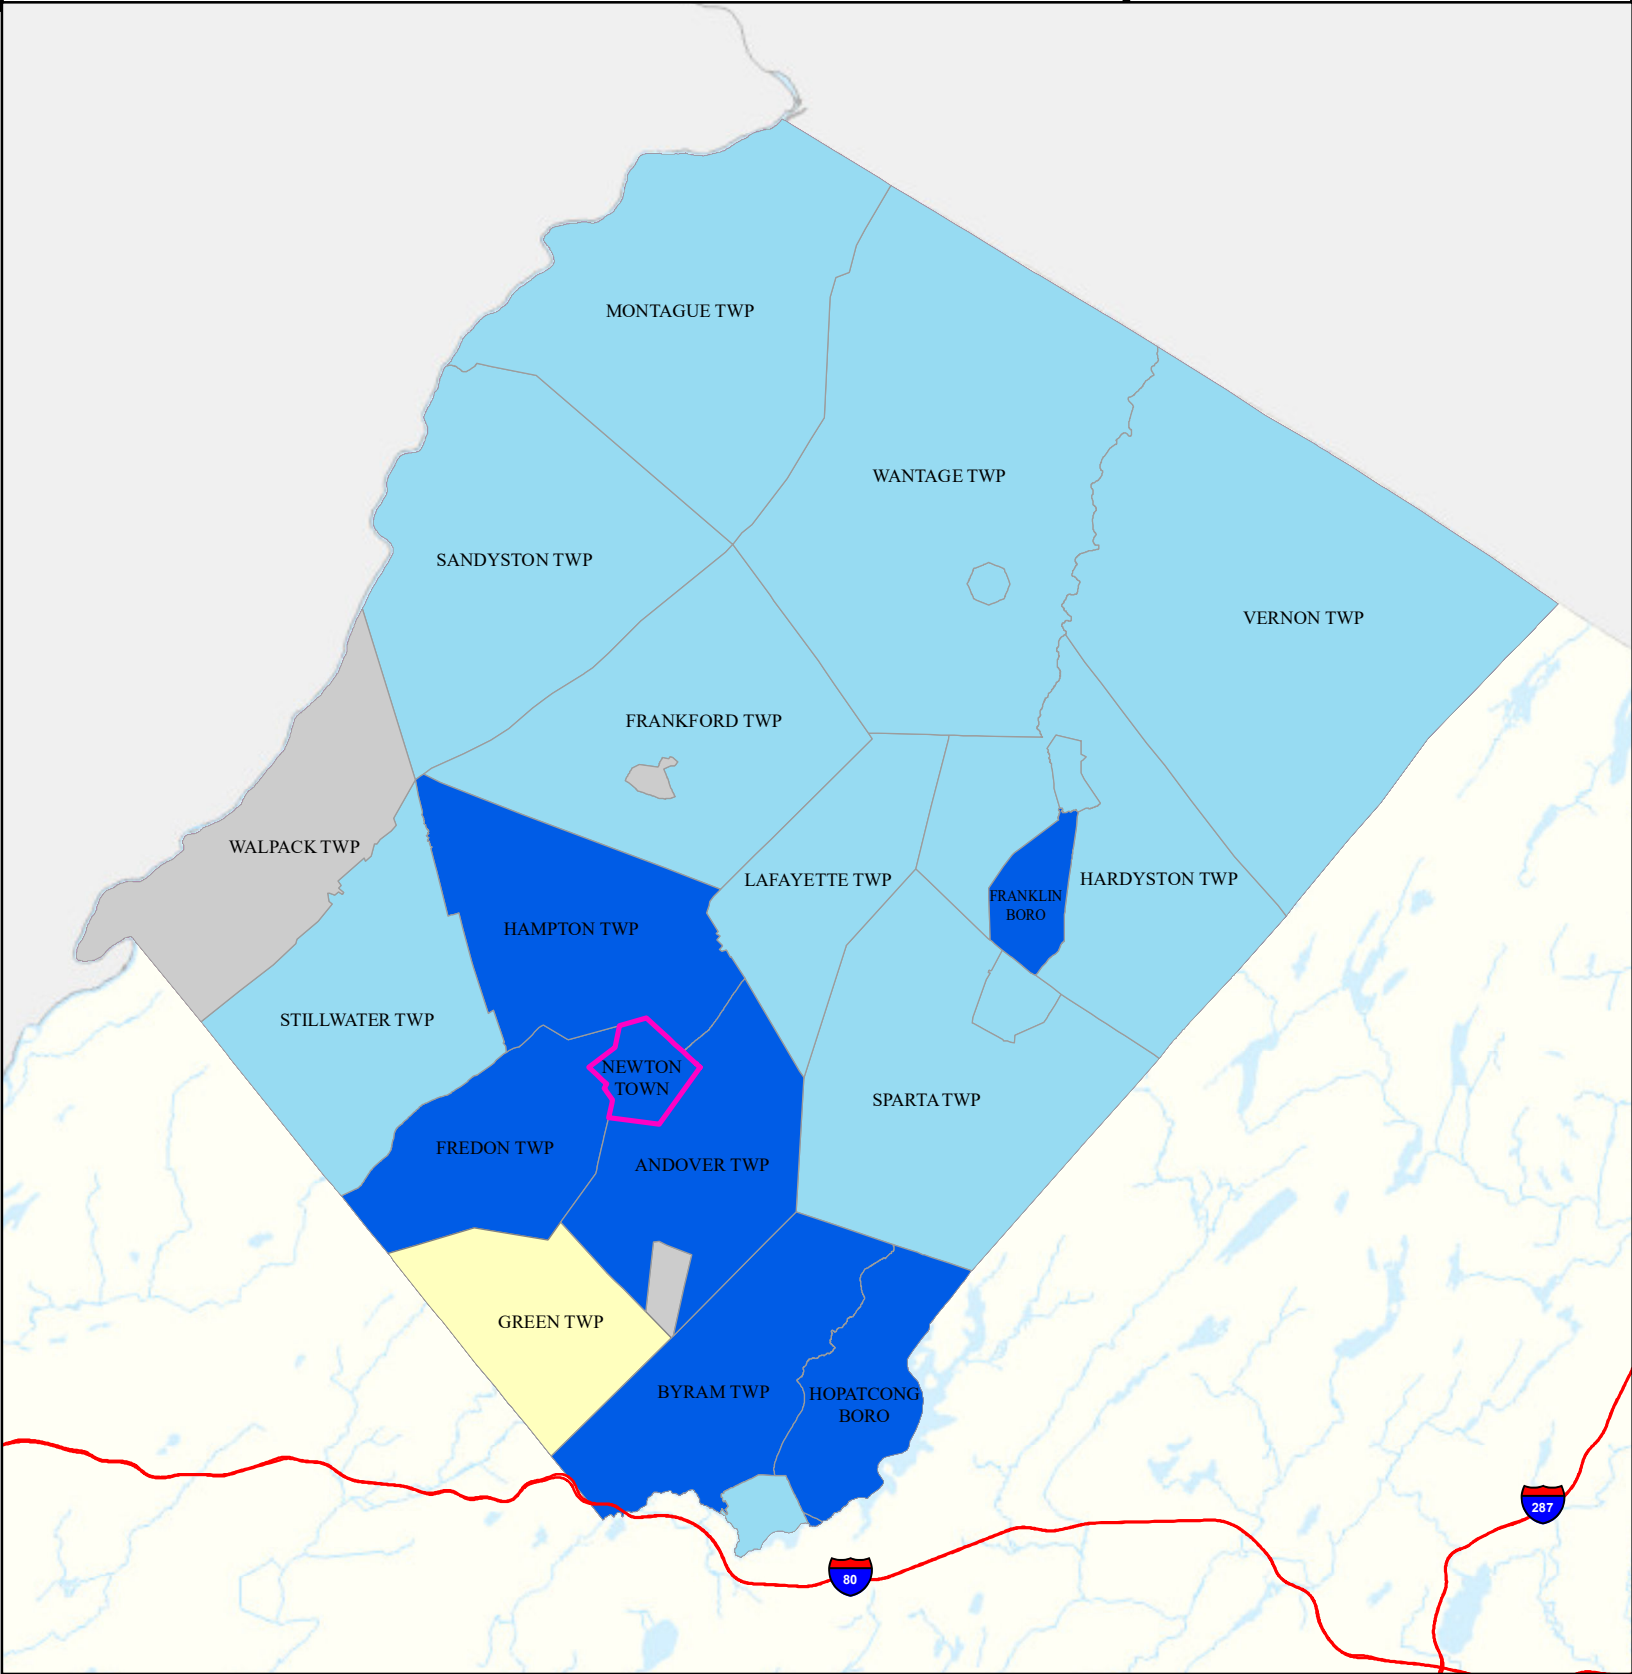 MONTAGUE TWP
WANTAGE TWP
SANDYSTON TWP
VERNON TWP
FRANKFORD TWP
WALPACK TWP
LAFAYETTE TWP
HARDYSTON TWP
FRANKLIN
BORO
HAMPTON TWP
STILLWATER TWP
NEWTON
TOWN
SPARTA TWP
FREDON TWP
ANDOVER TWP
GREEN TWP
BYRAM TWP
HOPATCONG
BORO
287
80